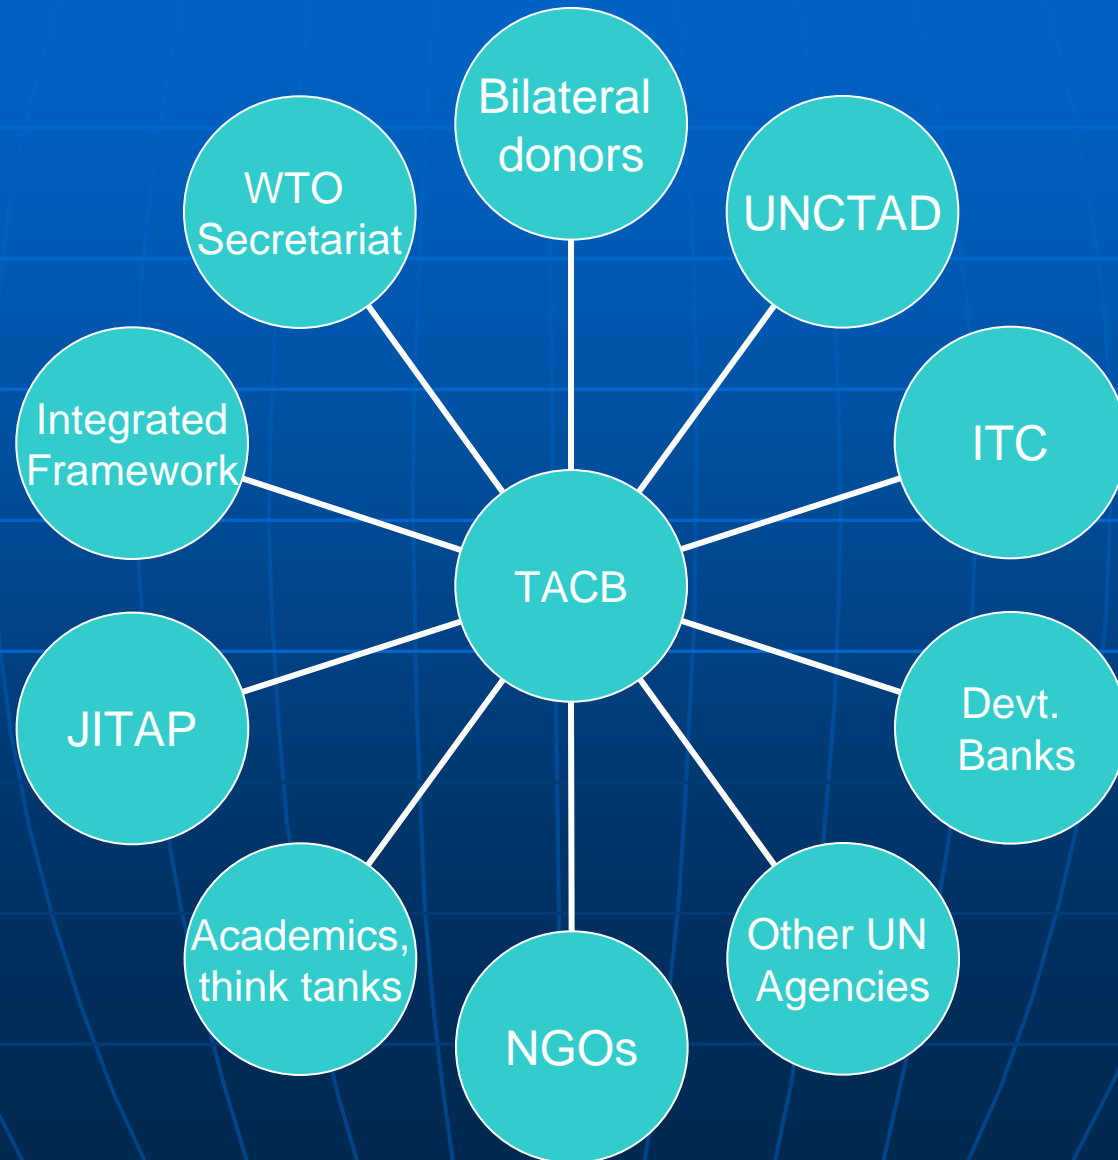 Bilateral
donors
WTO
Secretariat
UNCTAD
Integrated
Framework
ITC
TACB
JITAP
Devt.
Banks
Academics,
think tanks
Other UN
Agencies
NGOs